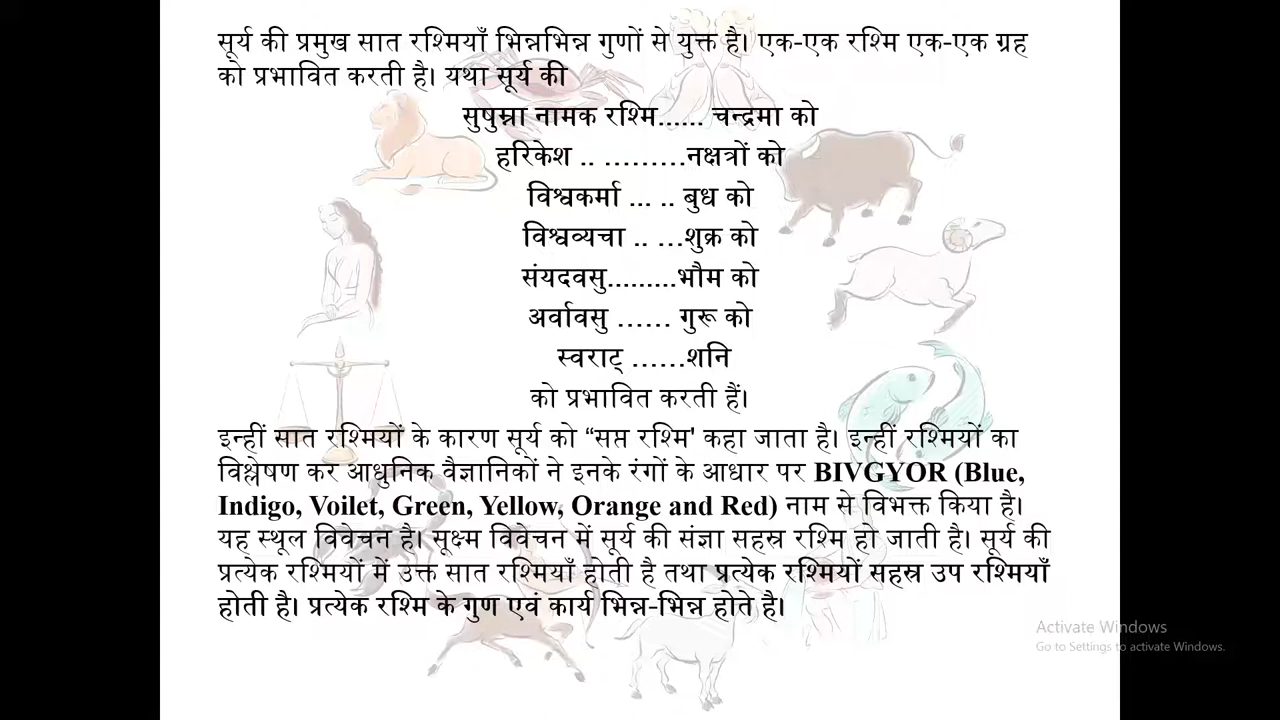 सूर्य की प्रमुख सात रश्मियाँ भिन्नभिन्न गुणों से युक्त है। एक-एक रश्मि एक-एक ग्रह
को प्रभावित करती है। यथा सूर्य की
सुषुम्ना नामक रश्मि...... चन्द्रमा को
हरिकेश .. .........नक्षत्रों को
विश्वकर्मा ... .. बुध को
विश्वव्यचा .. ...शुक्र को
संयदवसु.........भौम को
अर्वावसु ...... गुरू को
स्वराट् ......शनि
को प्रभावित करती हैं।
इन्हीं सात रश्मियों के कारण सूर्य को “सप्त रश्मि' कहा जाता है। इन्हीं रश्मियों का
विश्लेषण कर आधुनिक वैज्ञानिकों ने इनके रंगों के आधार पर BIVGYOR (Blue,
Indigo, Voilet, Green, Yellow, Orange and Red) नाम से विभक्त किया है।
यह स्थूल विवेचन है। सूक्ष्म विवेचन में सूर्य की संज्ञा सहस्र रश्मि हो जाती है। सूर्य की
प्रत्येक रश्मियों में उक्त सात रश्मियाँ होती है तथा प्रत्येक रश्मियों सहस्र उप रश्मियाँ
होती है। प्रत्येक रश्मि के गुण एवं कार्य भिन्न-भिन्न होते है।
Activate Windows
Go to Settings to activate Windows.